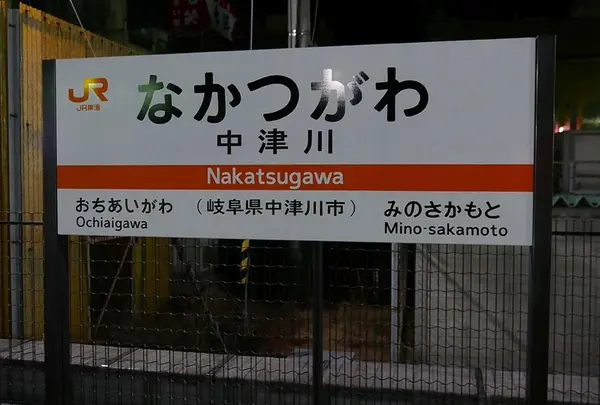 JR
JR東海
なかつがわ
中津川
Nakatsugawa
おちあいがわ (岐阜県中津川市) みのさかもと
Ochiaigawa Mino-sakamoto